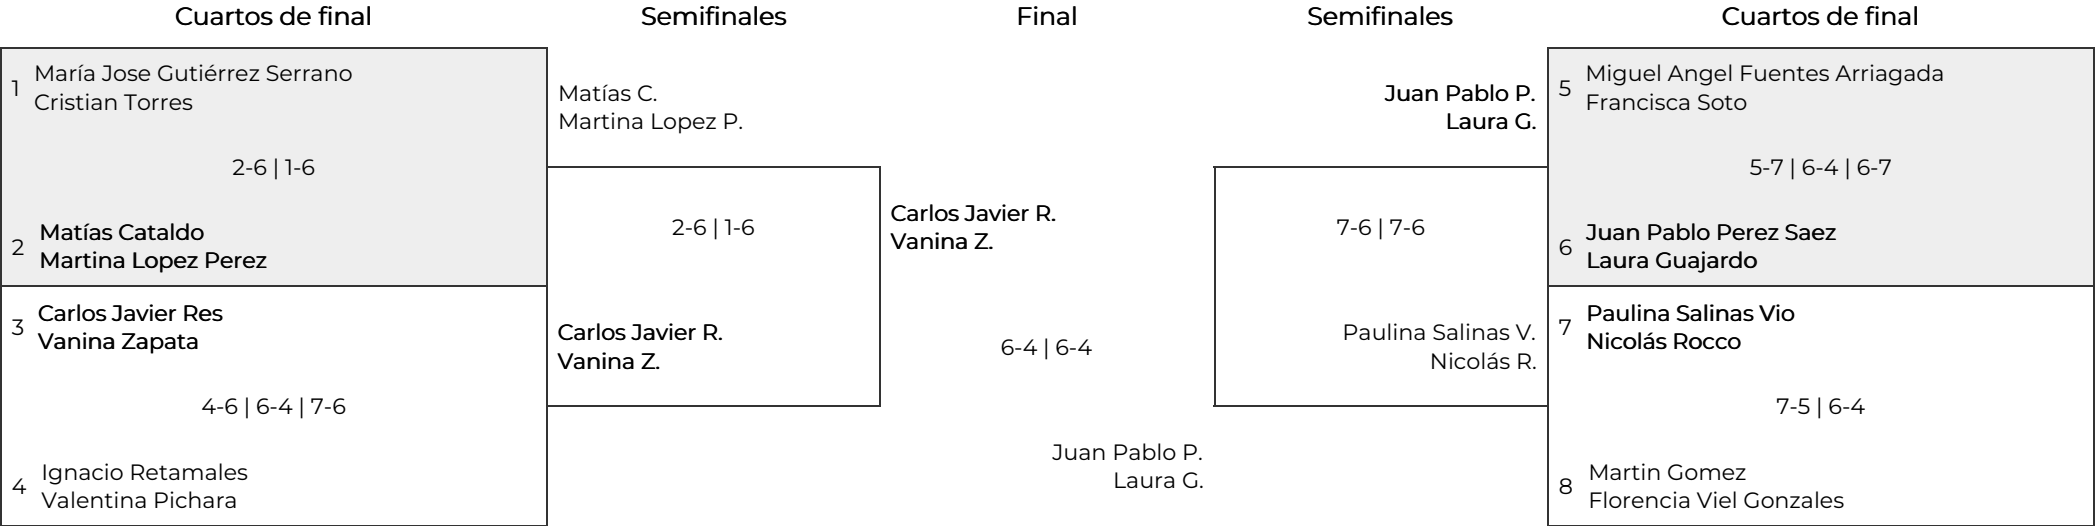 Cuartos de final
Semifinales
Final
Semifinales
Cuartos de final
1
María Jose Gutiérrez Serrano
Cristian Torres
2-6 | 1-6
2
Matías Cataldo
Martina Lopez Perez
3
Carlos Javier Res
Vanina Zapata
4-6 | 6-4 | 7-6
4
Ignacio Retamales
Valentina Pichara
Matías C.
Martina Lopez P.
2-6 | 1-6
Carlos Javier R.
Vanina Z.
Carlos Javier R.
Vanina Z.
6-4 | 6-4
Juan Pablo P.
Laura G.
Juan Pablo P.
Laura G.
7-6 | 7-6
Paulina Salinas V.
Nicolás R.
5
Miguel Angel Fuentes Arriagada
Francisca Soto
5-7 | 6-4 | 6-7
6
Juan Pablo Perez Saez
Laura Guajardo
7
Paulina Salinas Vio
Nicolás Rocco
7-5 | 6-4
8
Martin Gomez
Florencia Viel Gonzales